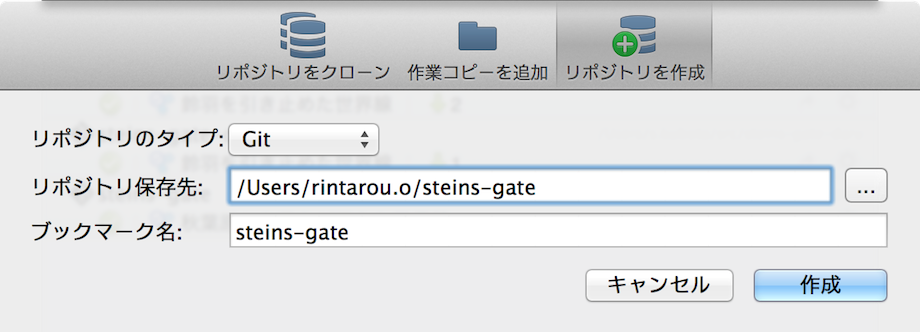 リポジトリをクローン 作業コピーを追加 リポジトリを作成
リポジトリのタイプ: Git
リポジトリ保存先: /Users/rintarou.o/steins-gate ...
ブックマーク名: steins-gate
キャンセル 作成